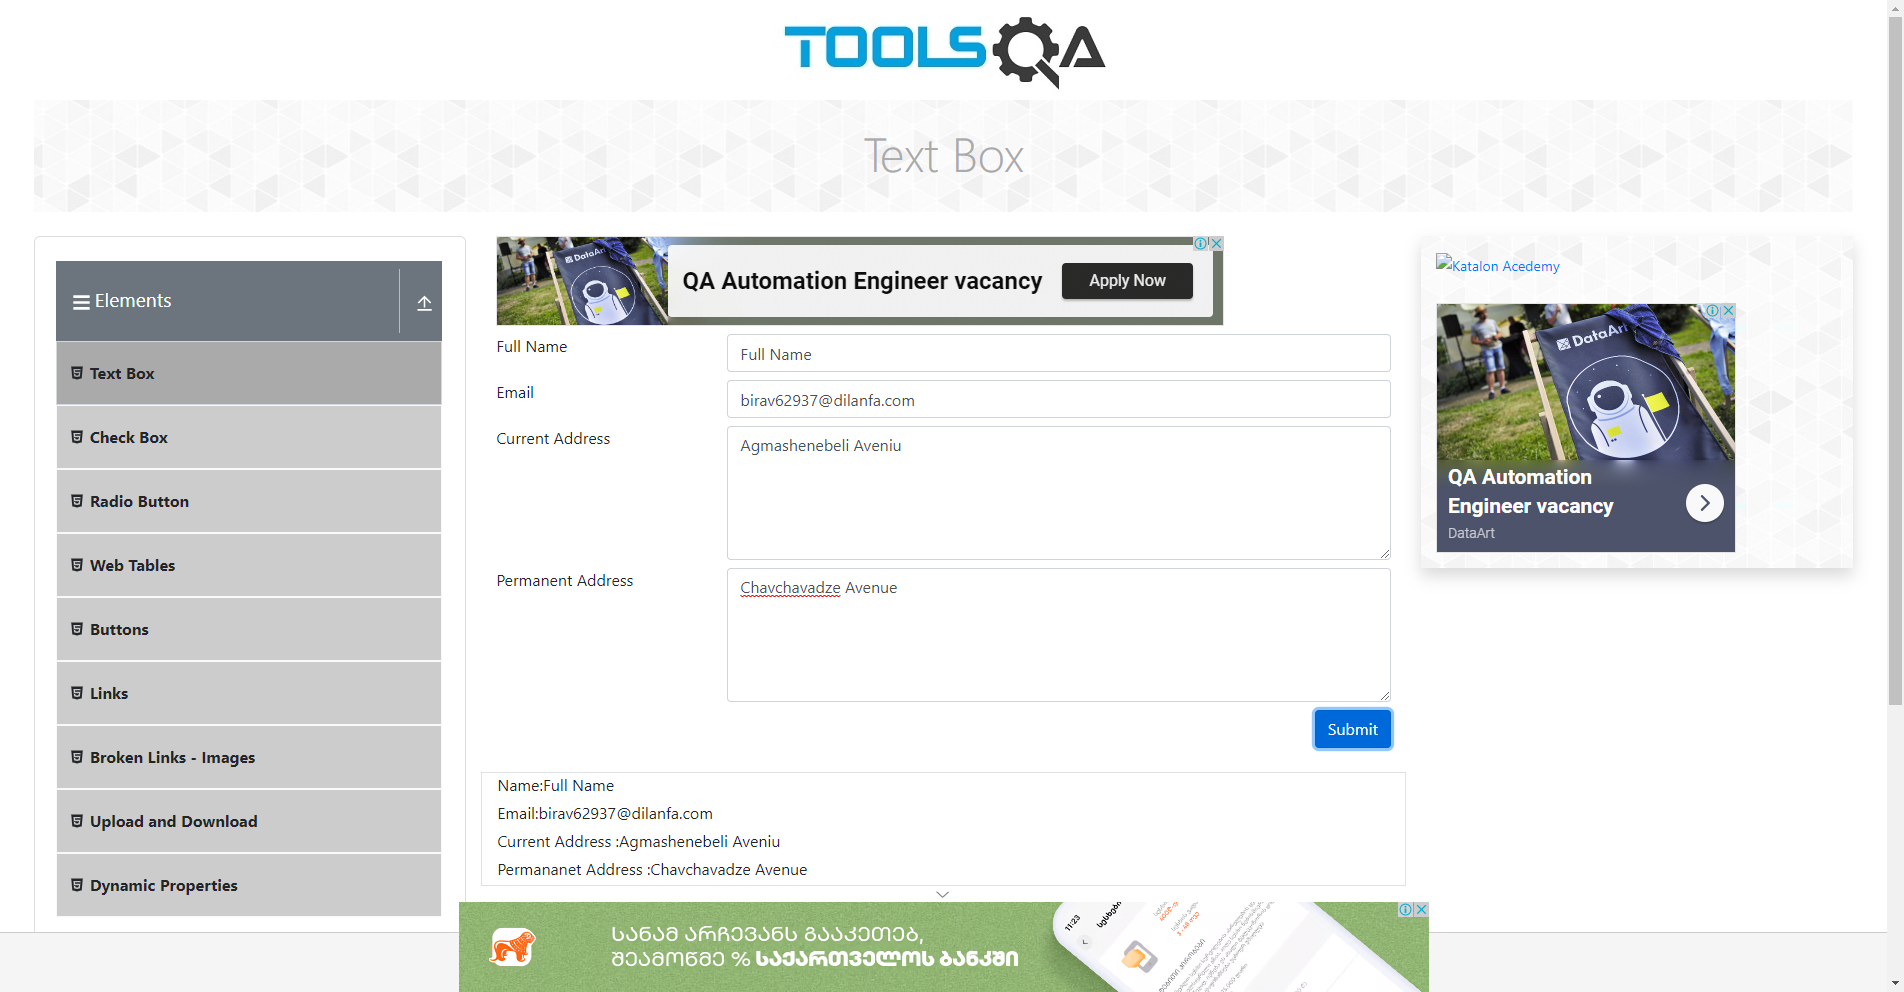 TOOLSQA
Text Box
Elements
Text Box
Check Box
Radio Button
Web Tables
Buttons
Links
Broken Links - Images
Upload and Download
Dynamic Properties
DataArt
QA Automation Engineer vacancy
Apply Now
Full Name
Full Name
Email
birav62937@dilanfa.com
Current Address
Agmashenebeli Aveniu
Permanent Address
Chavchavadze Avenue
Submit
Name:Full Name
Email:birav62937@dilanfa.com
Current Address :Agmashenebeli Aveniu
Permananet Address :Chavchavadze Avenue
Katalon Acedemy
DataArt
QA Automation
Engineer vacancy
DataArt
სანამ არჩევანს გააკეთებ,
შეამოწმე % საქართველოს ბანკში
11:23
სესხები